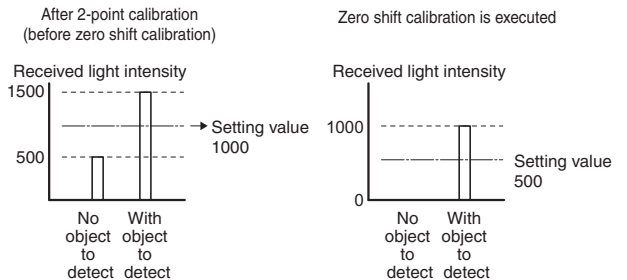 After 2-point calibration
(before zero shift calibration)
Received light intensity
1500
500
Setting value
1000
No
object
to
detect
With
object
to
detect
Zero shift calibration is executed
Received light intensity
1000
0
Setting value
500
No
object
to
detect
With
object
to
detect